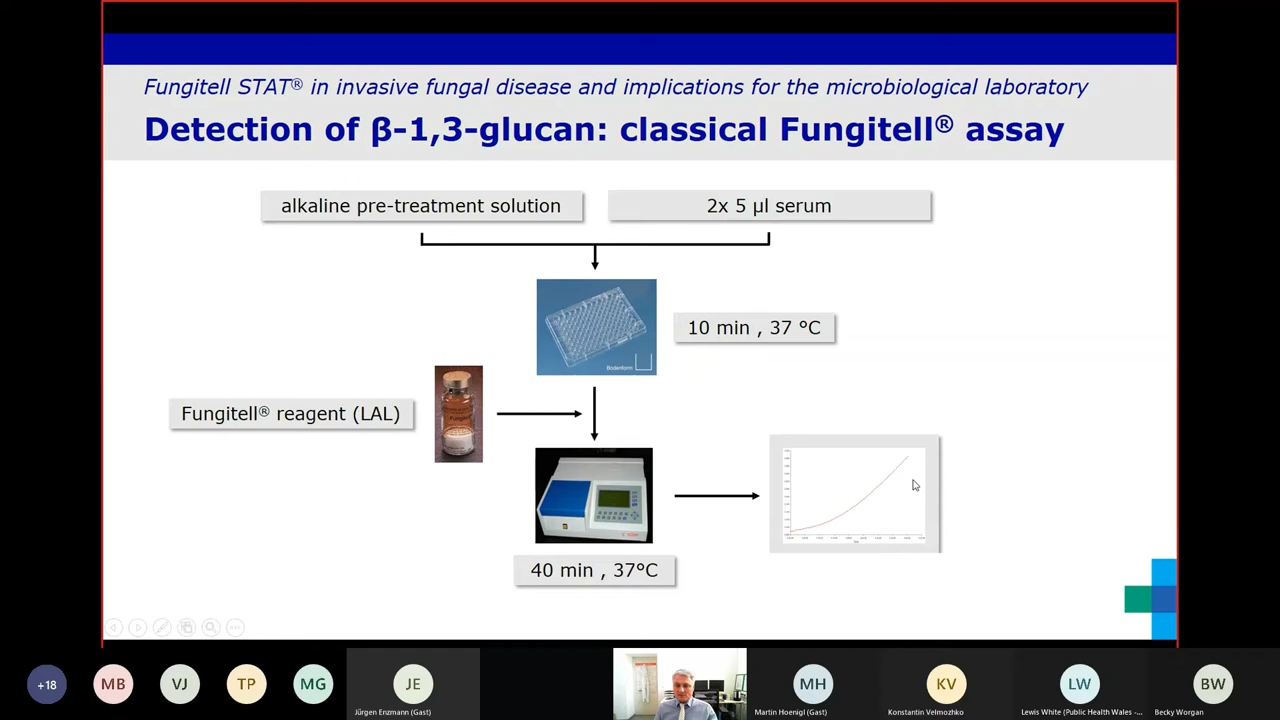 Fungitell STAT® in invasive fungal disease and implications for the microbiological laboratory
Detection of β-1,3-glucan: classical Fungitell® assay
alkaline pre-treatment solution
2x 5 µl serum
Bodenform
10 min , 37 °C
Fungitell® reagent (LAL)
40 min , 37°C
+18
MB
VJ
TP
MG
JE
MH
KV
LW
BW
Jürgen Enzmann (Gast)
Martin Hoenigl (Gast)
Konstantin Velmozhko
Lewis White (Public Health Wales - ...
Becky Worgan